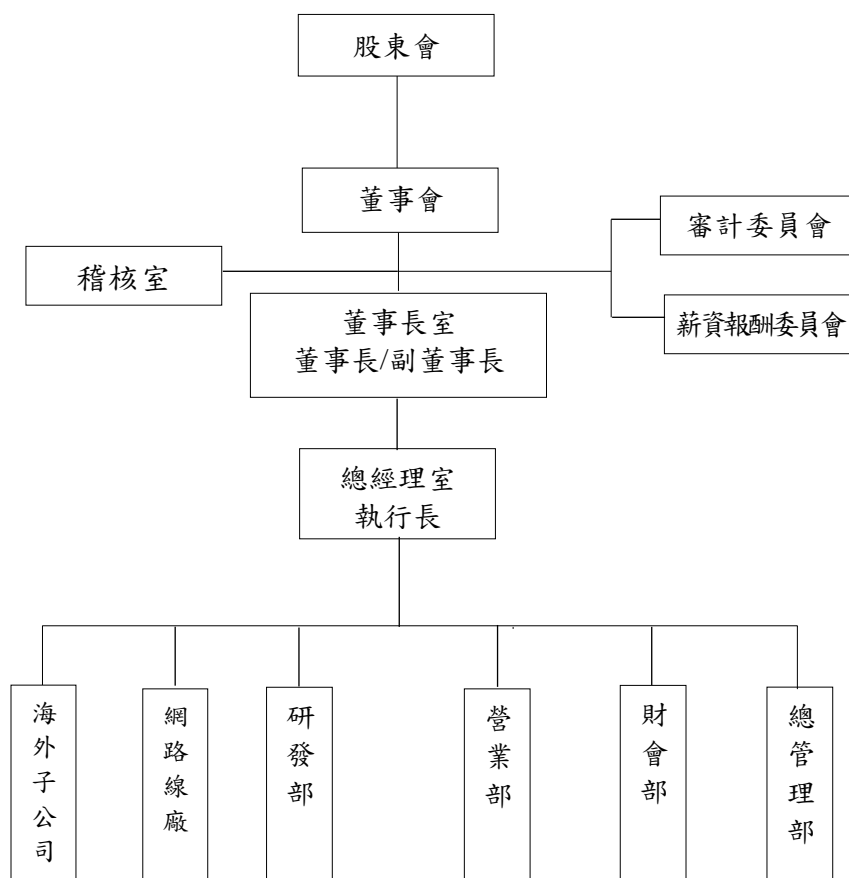 股東會
董事會
審計委員會
稽核室
薪資報酬委員會
董事長室
董事長/副董事長
總經理室
執行長
海外子公司
網路線廠
研發部
營業部
財會部
總管理部